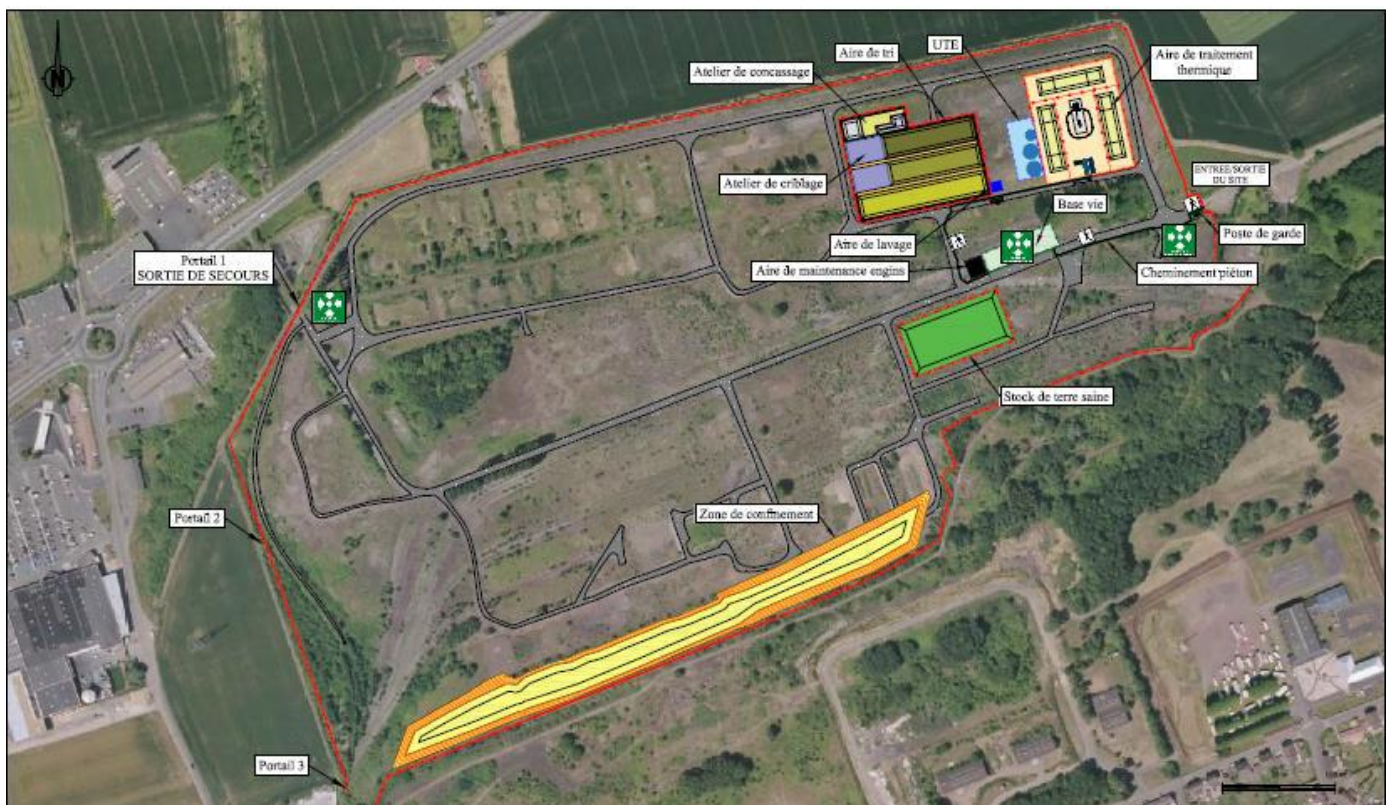 N
UTE
Aire de tri
Aire de traitement
thermique
Atelier de concassage
ENTREE/SORTIE
DU SITE
Atelier de criblage
Base vie
Poste de garde
Aire de lavage
Portail 1
SORTIE DE SECOURS
Aire de maintenance engins
Cheminement piéton
Stock de terre saine
Zone de confinement
Portail 2
Portail 3